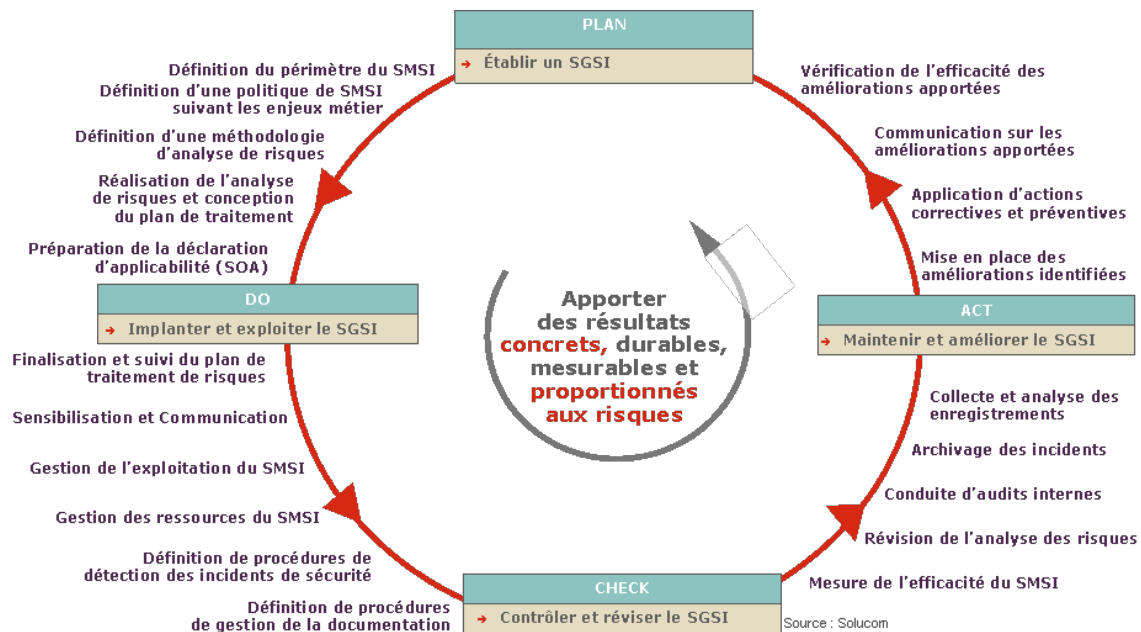 PLAN
→ Établir un SGSI
Définition du périmètre du SMSI
Définition d'une politique de SMSI
suivant les enjeux métier
Définition d'une méthodologie
d'analyse de risques
Réalisation de l'analyse
de risques et conception
du plan de traitement
Préparation de la déclaration
d'applicabilité (SOA)
DO
→ Implanter et exploiter le SGSI
Finalisation et suivi du plan de
traitement de risques
Sensibilisation et Communication
Gestion de l'exploitation du SMSI
Gestion des ressources du SMSI
Définition de procédures de
détection des incidents de sécurité
Définition de procédures
de gestion de la documentation
CHECK
→ Contrôler et réviser le SGSI
Mesure de l'efficacité du SMSI
Révision de l'analyse des risques
Conduite d'audits internes
Archivage des incidents
Collecte et analyse des
enregistrements
ACT
→ Maintenir et améliorer le SGSI
Mise en place des
améliorations identifiées
Application d'actions
correctives et préventives
Communication sur les
améliorations apportées
Vérification de l'efficacité des
améliorations apportées
Apporter
des résultats
concrets, durables,
mesurables et
proportionnés
aux risques
Source : Solucom